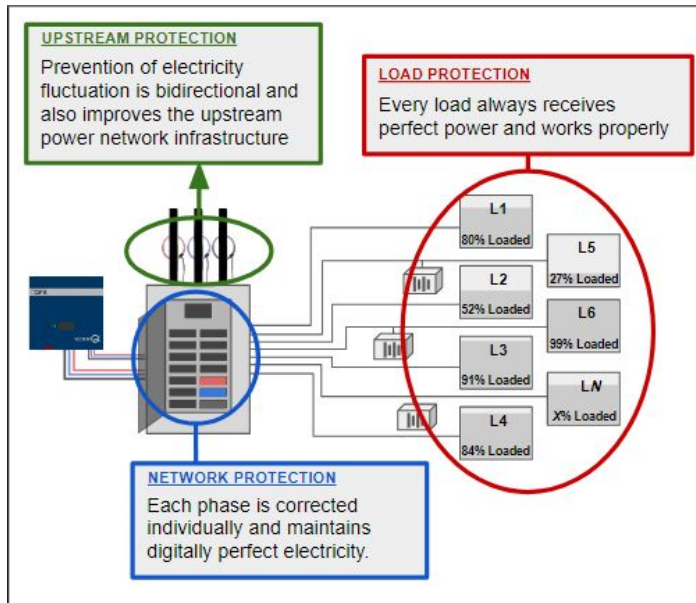 UPSTREAM PROTECTION
Prevention of electricity
fluctuation is bidirectional and
also improves the upstream
power network infrastructure
LOAD PROTECTION
Every load always receives
perfect power and works properly
L1
80% Loaded
L5
27% Loaded
L2
52% Loaded
L6
99% Loaded
L3
91% Loaded
LN
X% Loaded
L4
84% Loaded
NETWORK PROTECTION
Each phase is corrected
individually and maintains
digitally perfect electricity.